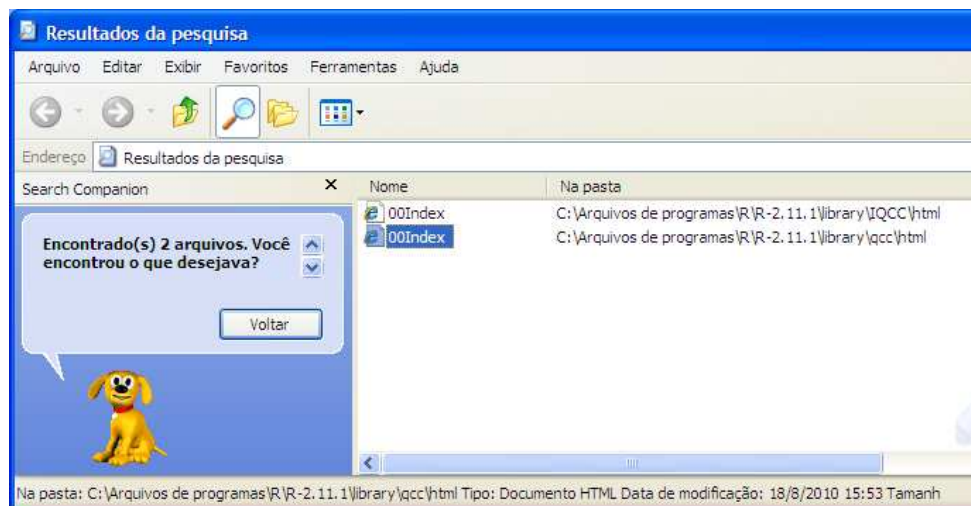 Resultados da pesquisa
Arquivo Editar Exibir Favoritos Ferramentas Ajuda
Endereço Resultados da pesquisa
Search Companion
Encontrado(s) 2 arquivos. Você
encontrou o que desejava?
Voltar
Nome Na pasta
00Index C:\Arquivos de programas\R\R-2.11.1\library\IQCC\html
00Index C:\Arquivos de programas\R\R-2.11.1\library\qcc\html
Na pasta: C:\Arquivos de programas\R\R-2.11.1\library\qcc\html Tipo: Documento HTML Data de modificação: 18/8/2010 15:53 Tamanh